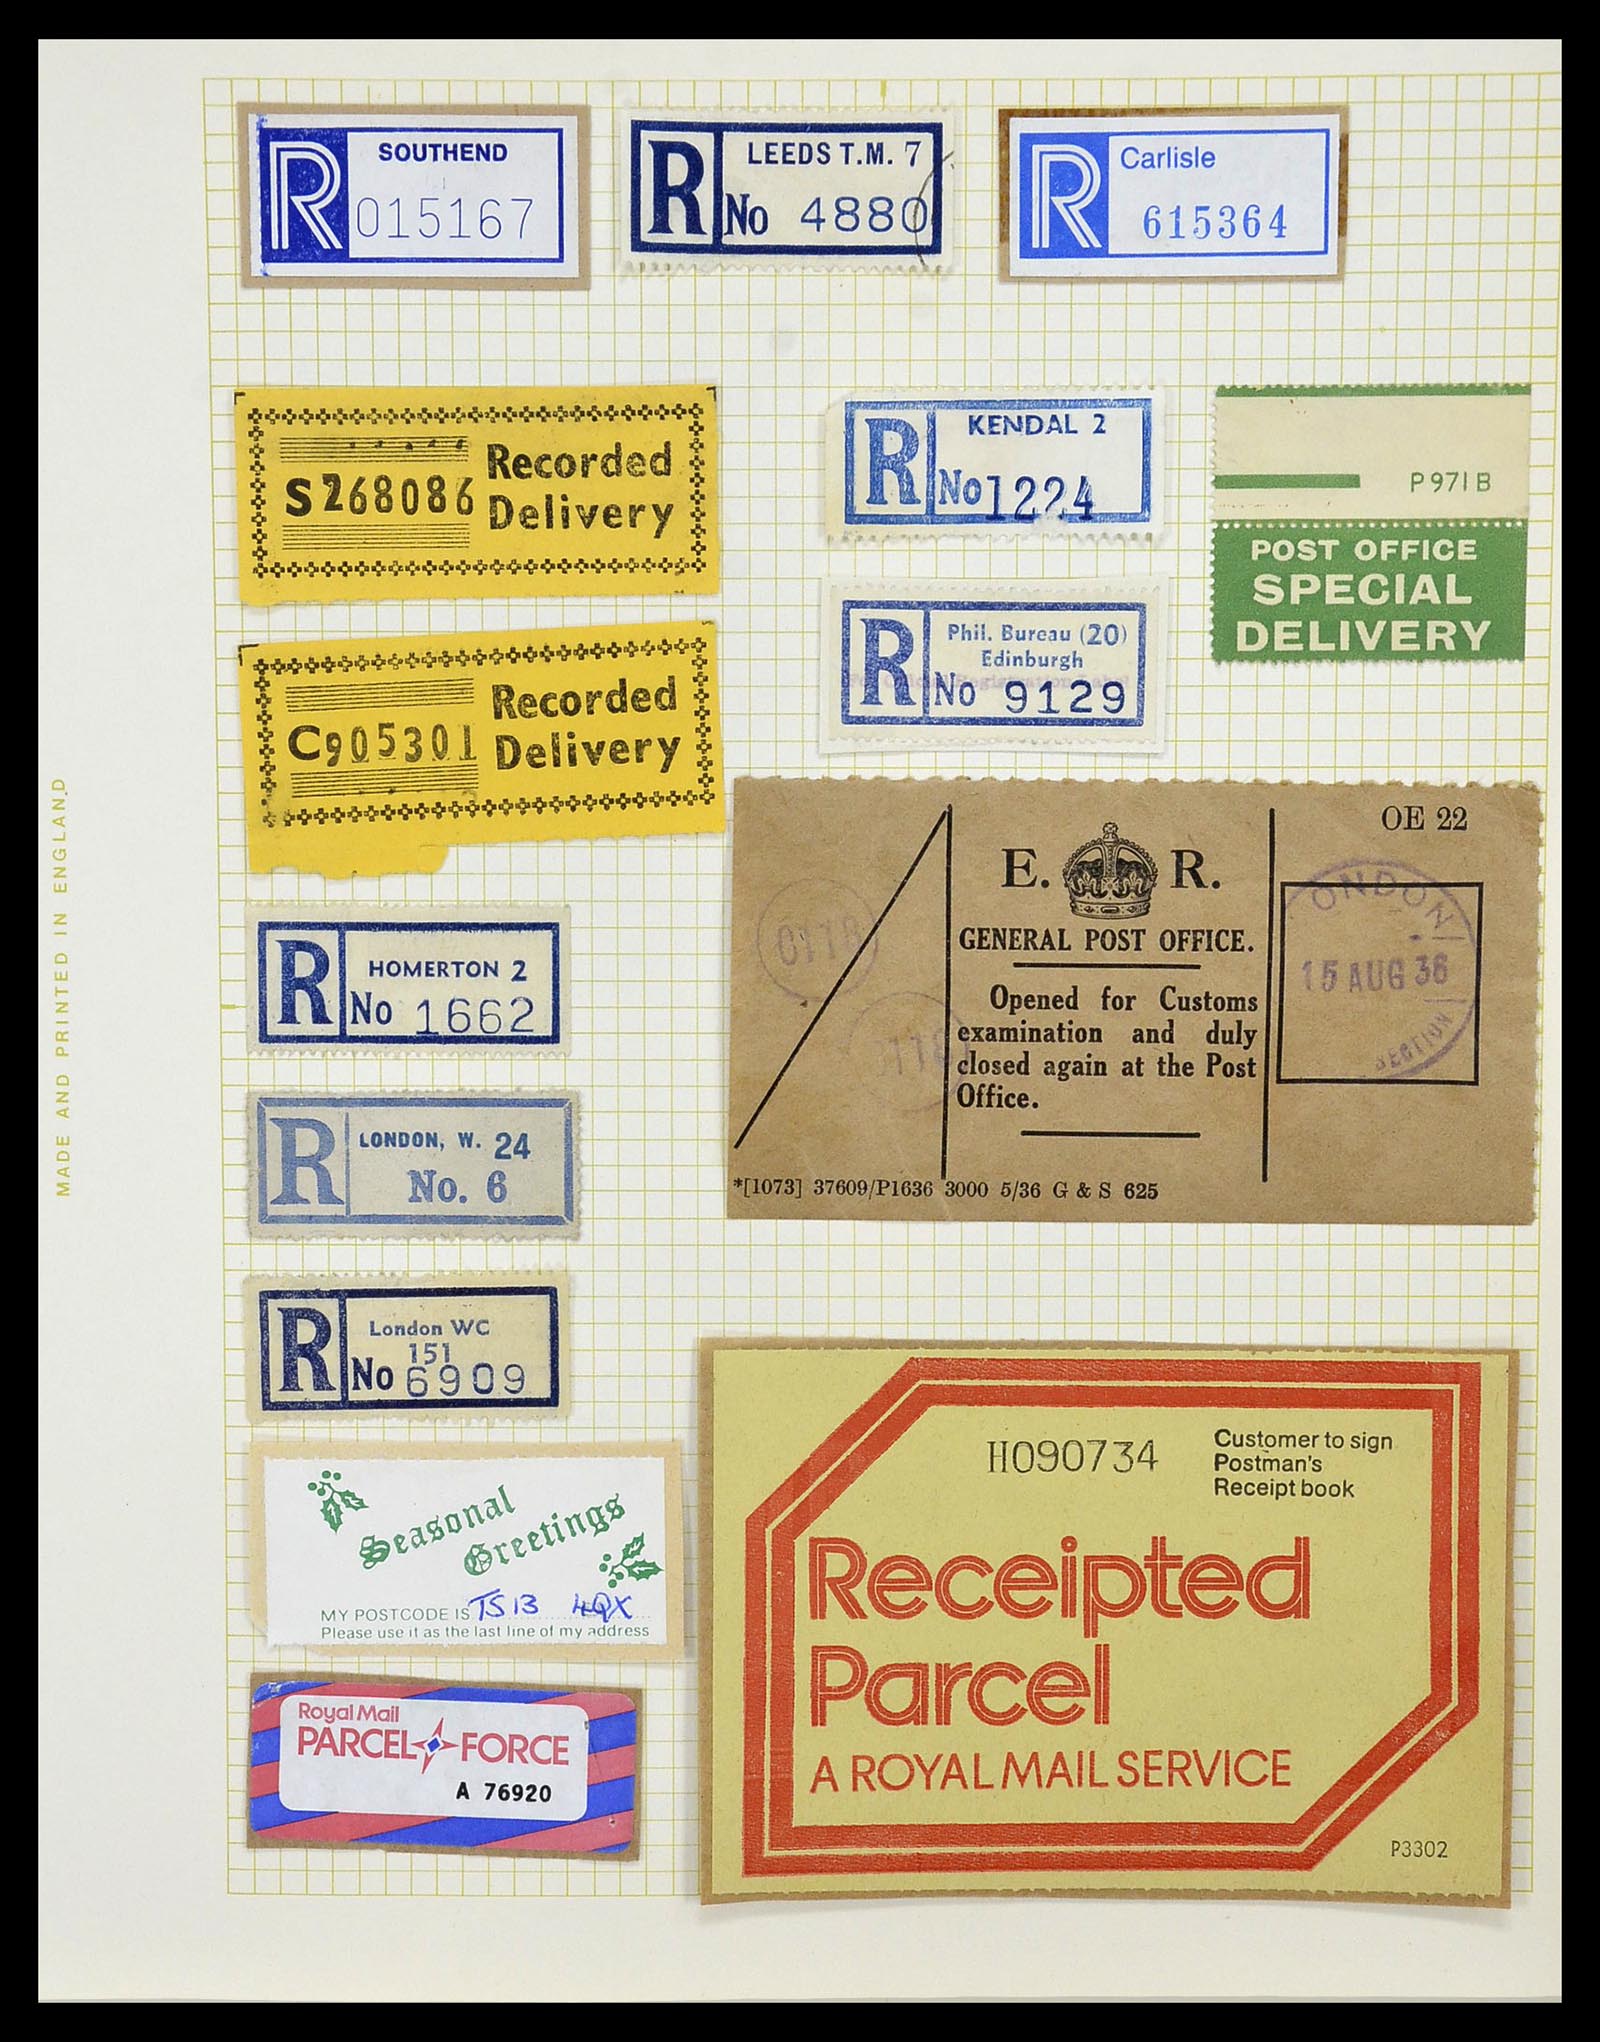 R SOUTHEND
015167
R LEEDS T.M. 7
No 4880
R Carlisle
615364
S268086 Recorded
Delivery
R KENDAL 2
No 1224
P971B
POST OFFICE
SPECIAL
DELIVERY
R Phil. Bureau (20)
Edinburgh
No 9129
C905301 Recorded
Delivery
OE 22
E. R.
GENERAL POST OFFICE.
Opened for Customs
examination and duly
closed again at the Post
Office.
*[1073] 37609/P1636 3000 5/36 G & S 625
15 AUG 36
SECTION
R HOMERTON 2
No 1662
R LONDON, W. 24
No. 6
R London WC
151
No 6909
Seasonal
Greetings
MY POSTCODE IS TS13 4QX
Please use it as the last line of my address
Royal Mail
PARCEL FORCE
A 76920
H090734
Customer to sign
Postman's
Receipt book
Receipted
Parcel
A ROYAL MAIL SERVICE
P3302
MADE AND PRINTED IN ENGLAND